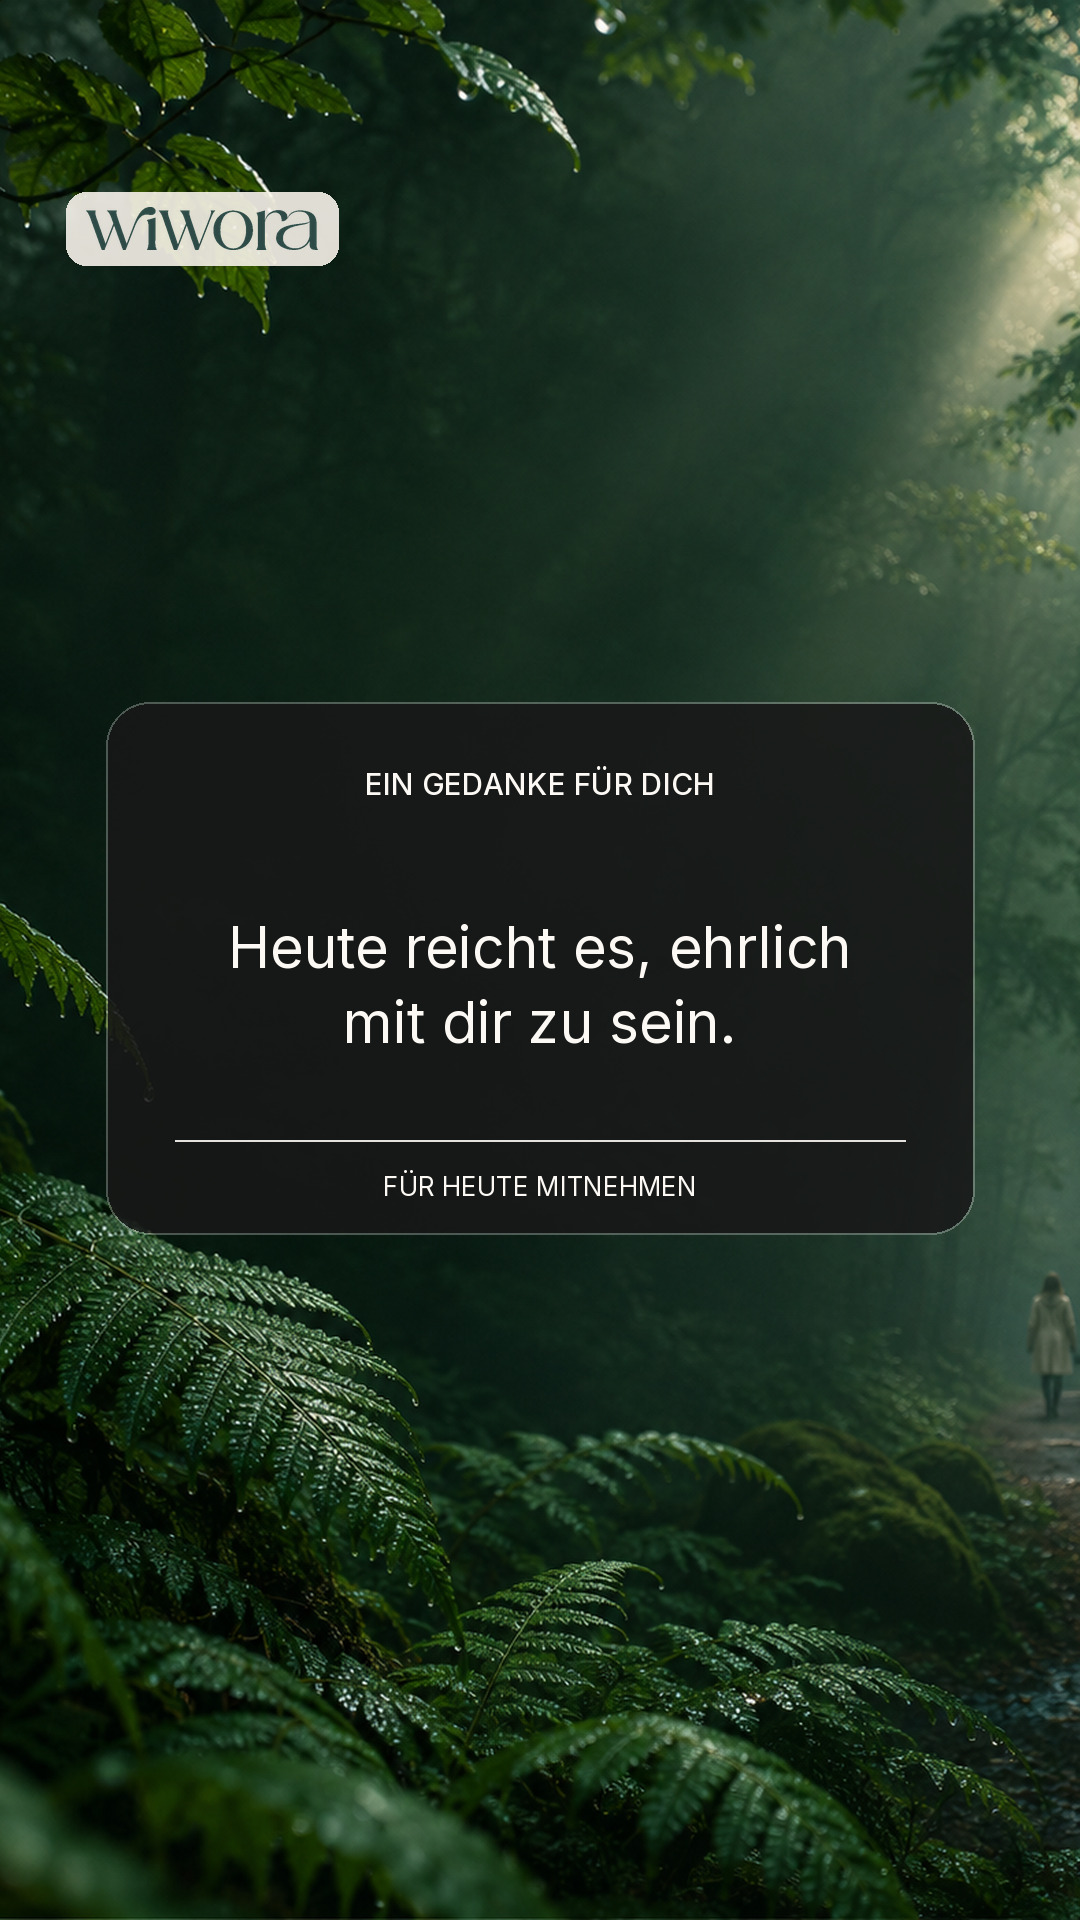 wiwora
EIN GEDANKE FÜR DICH
Heute reicht es, ehrlich
mit dir zu sein.
FÜR HEUTE MITNEHMEN